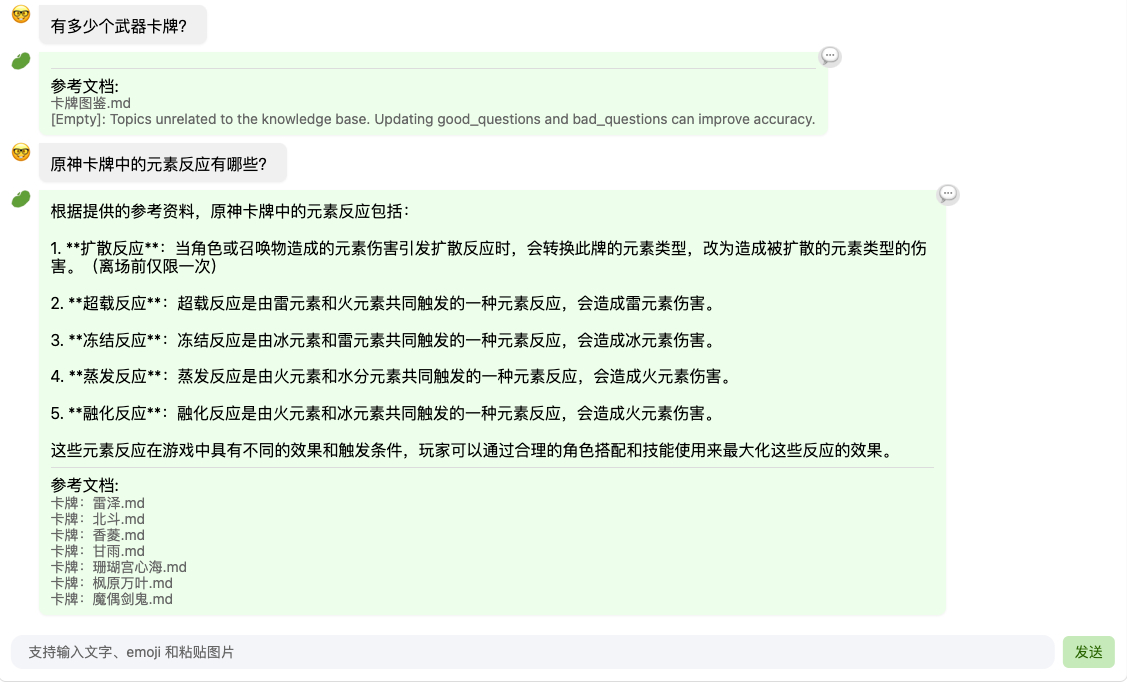 有多少个武器卡牌？
参考文档:
卡牌图鉴.md
[Empty]: Topics unrelated to the knowledge base. Updating good_questions and bad_questions can improve accuracy.
原神卡牌中的元素反应有哪些？
根据提供的参考资料，原神卡牌中的元素反应包括：
1. **扩散反应**：当角色或召唤物造成的元素伤害引发扩散反应时，会转换此牌的元素类型，改为造成被扩散的元素类型的伤
害。（离场前仅限一次）
2. **超载反应**：超载反应是由雷元素和火元素共同触发的一种元素反应，会造成雷元素伤害。
3. **冻结反应**：冻结反应是由冰元素和雷元素共同触发的一种元素反应，会造成冰元素伤害。
4. **蒸发反应**：蒸发反应是由火元素和水分元素共同触发的一种元素反应，会造成火元素伤害。
5. **融化反应**：融化反应是由火元素和冰元素共同触发的一种元素反应，会造成火元素伤害。
这些元素反应在游戏中具有不同的效果和触发条件，玩家可以通过合理的角色搭配和技能使用来最大化这些反应的效果。
参考文档:
卡牌：雷泽.md
卡牌：北斗.md
卡牌：香菱.md
卡牌：甘雨.md
卡牌：珊瑚宫心海.md
卡牌：枫原万叶.md
卡牌：魔偶剑鬼.md
支持输入文字、emoji 和粘贴图片
发送